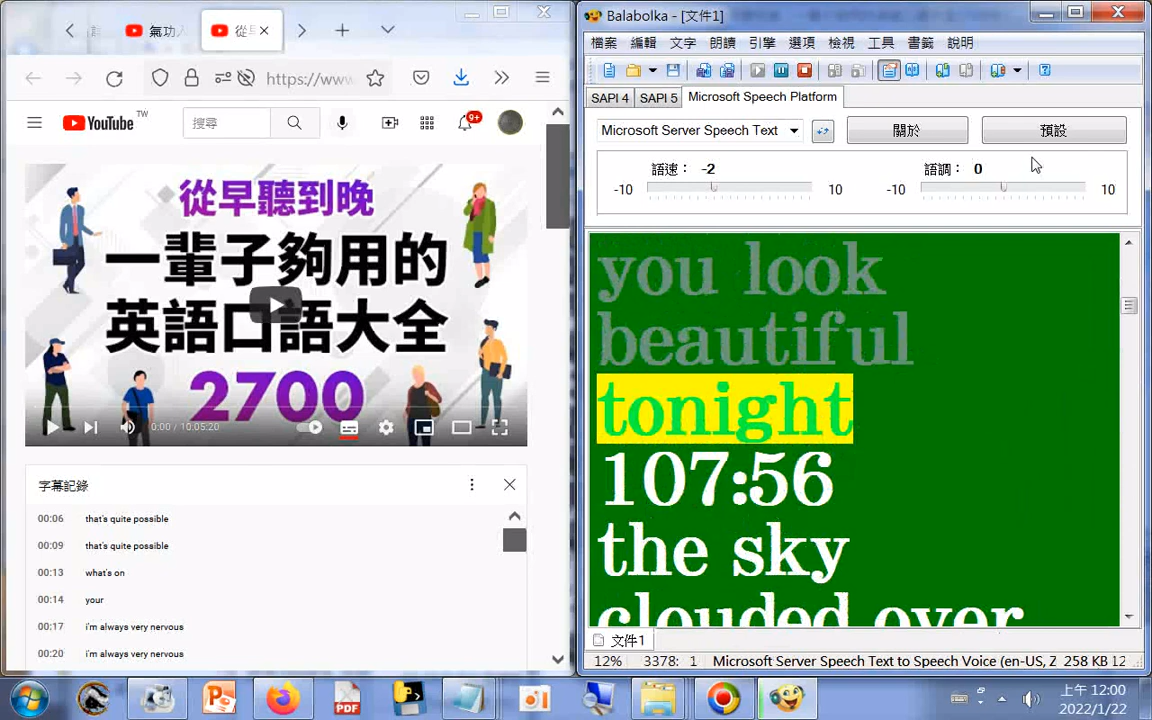 氣功
從
https://www
YouTube TW
搜尋
9+
從早聽到晚
一輩子夠用的
英語口語大全
2700
0:00 / 10:05:20
字幕記錄
00:06 that's quite possible
00:09 that's quite possible
00:13 what's on
00:14 your
00:17 i'm always very nervous
00:20 i'm always very nervous
Balabolka - [文件1]
檔案 編輯 文字 朗讀 引擎 選項 檢視 工具 書籤 說明
SAPI 4 SAPI 5 Microsoft Speech Platform
Microsoft Server Speech Text 關於 預設
語速： -2 語調： 0
-10 10 -10 10
you look
beautiful
tonight
107:56
the sky
clouded over
文件1
12% 3378: 1 Microsoft Server Speech Text to Speech Voice (en-US, Z 258 KB 12
PDF
上午 12:00
2022/1/22